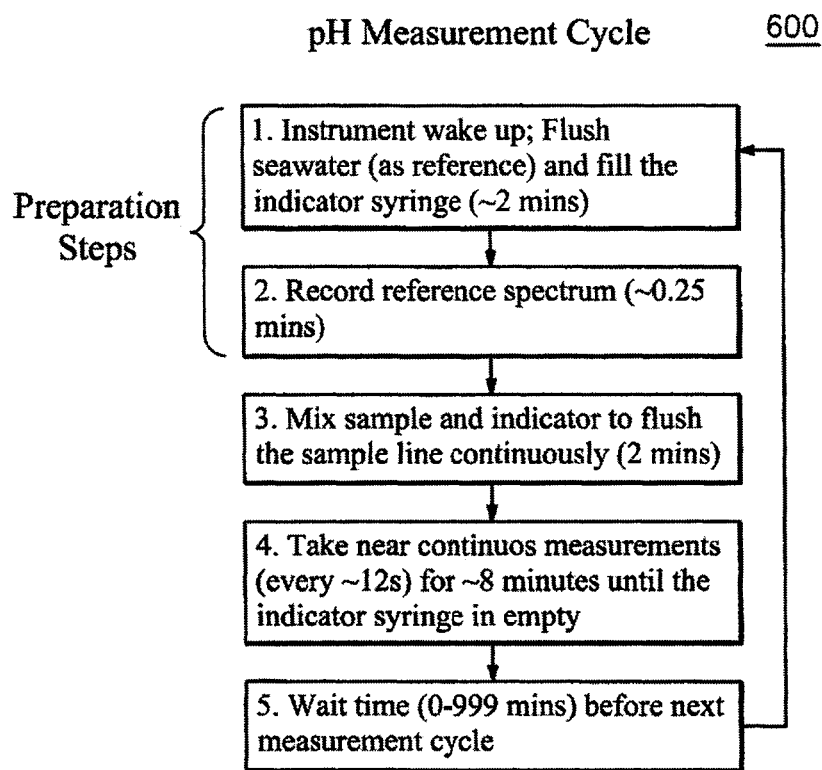 pH Measurement Cycle
600
Preparation
Steps
1. Instrument wake up; Flush
seawater (as reference) and fill the
indicator syringe (~2 mins)
2. Record reference spectrum (~0.25
mins)
3. Mix sample and indicator to flush
the sample line continuously (2 mins)
4. Take near continuos measurements
(every ~12s) for ~8 minutes until the
indicator syringe in empty
5. Wait time (0-999 mins) before next
measurement cycle